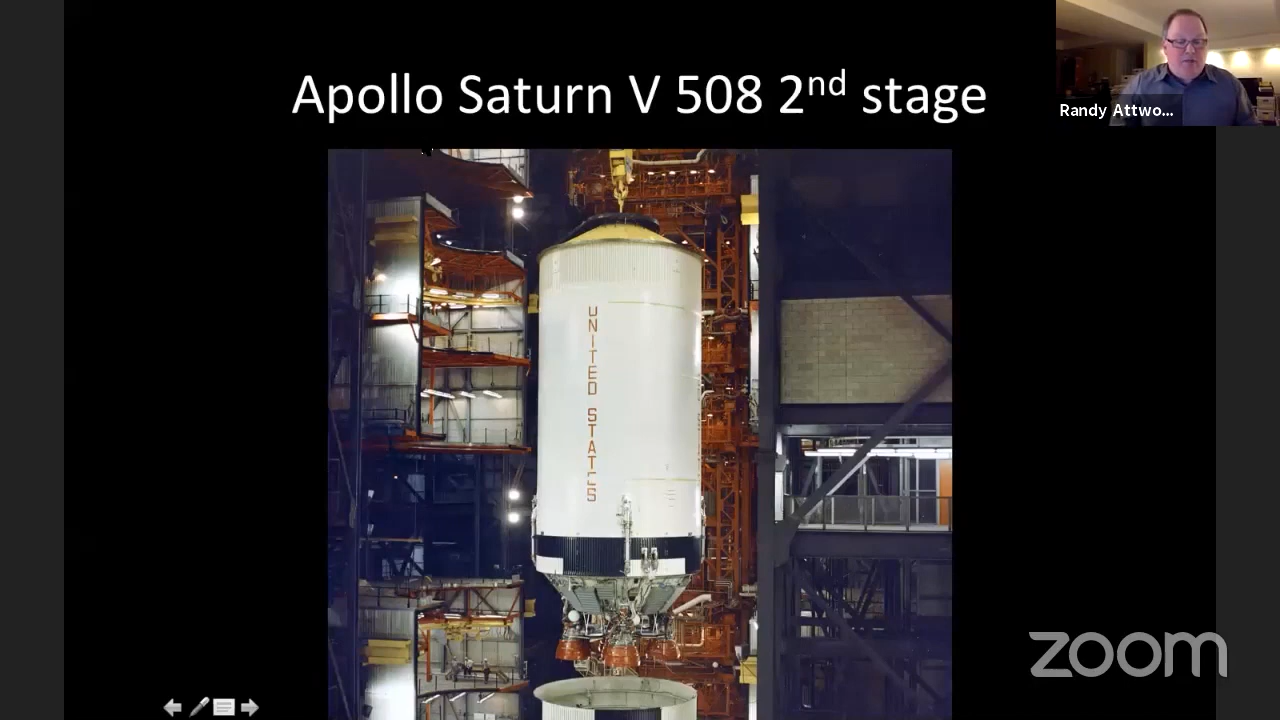 Apollo Saturn V 508 2nd stage
Randy Attwo...
UNITED STATES
zoom